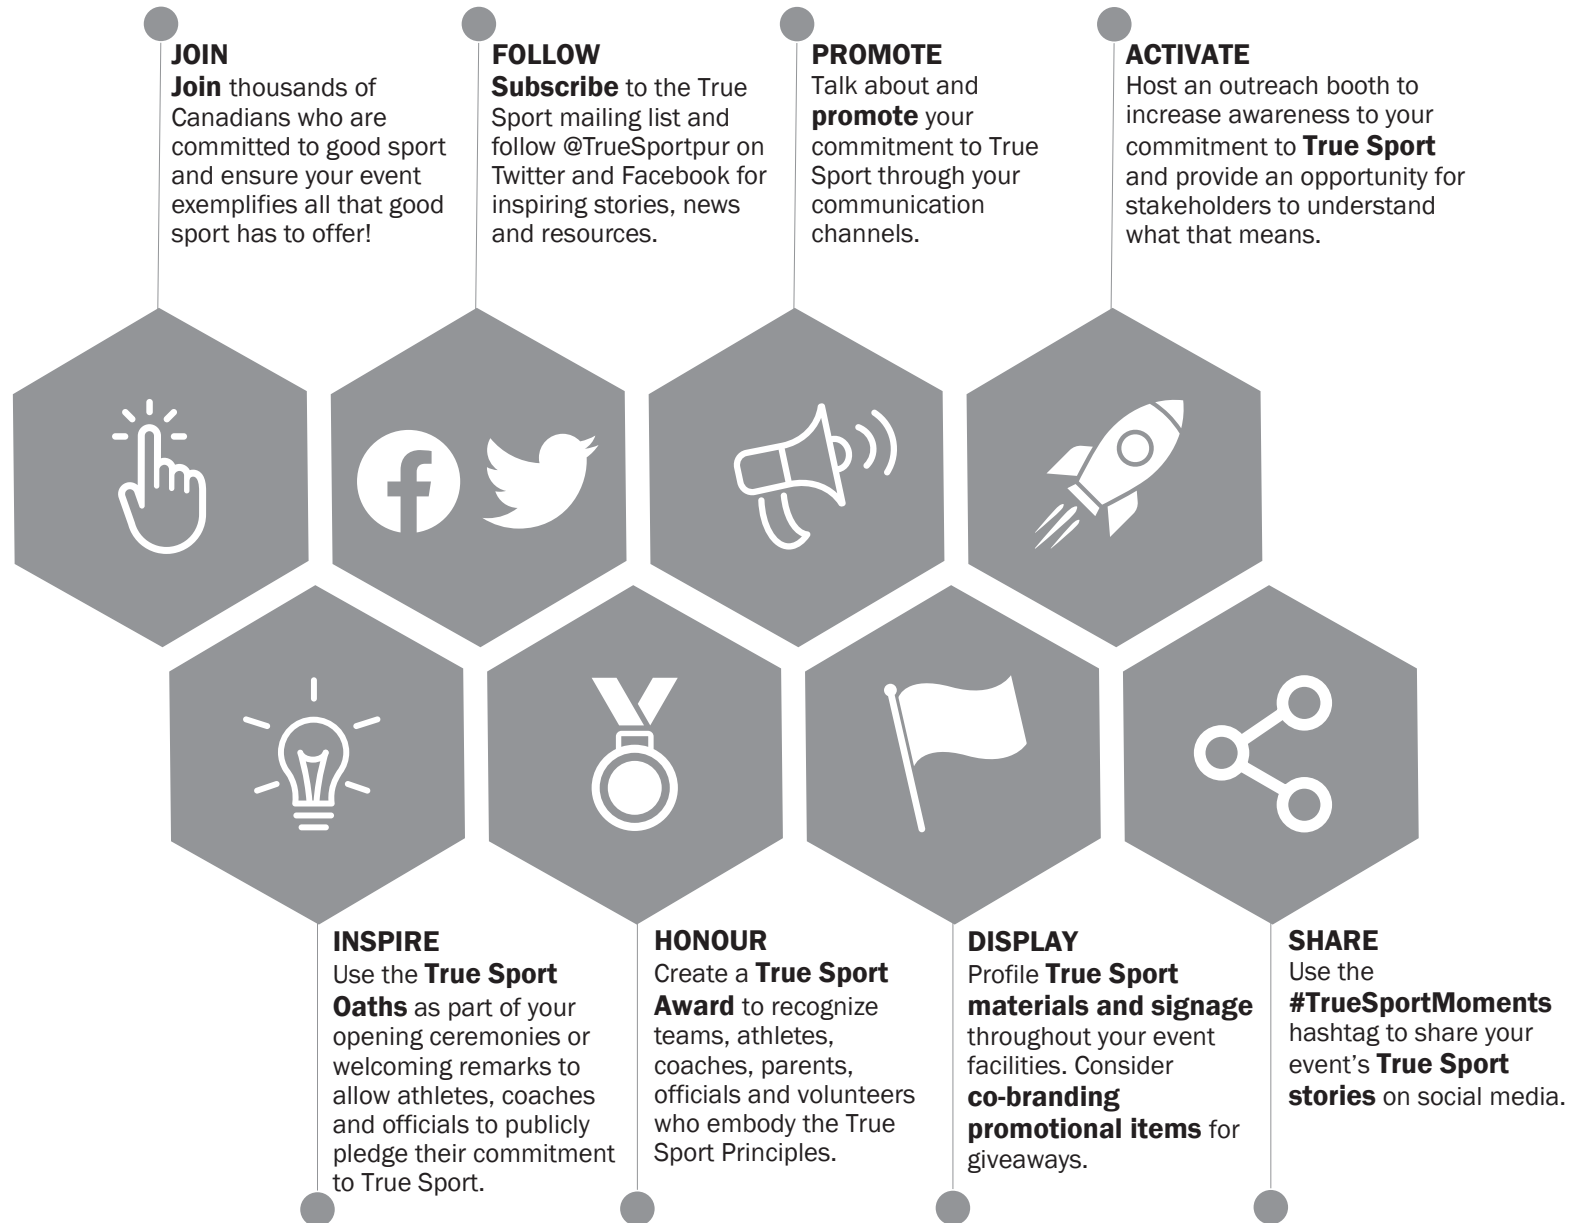 JOIN
Join thousands of
Canadians who are
committed to good sport
and ensure your event
exemplifies all that good
sport has to offer!
FOLLOW
Subscribe to the True
Sport mailing list and
follow @TrueSportpur on
Twitter and Facebook for
inspiring stories, news
and resources.
PROMOTE
Talk about and
promote your
commitment to True
Sport through your
communication
channels.
ACTIVATE
Host an outreach booth to
increase awareness to your
commitment to True Sport
and provide an opportunity for
stakeholders to understand
what that means.
INSPIRE
Use the True Sport
Oaths as part of your
opening ceremonies or
welcoming remarks to
allow athletes, coaches
and officials to publicly
pledge their commitment
to True Sport.
HONOUR
Create a True Sport
Award to recognize
teams, athletes,
coaches, parents,
officials and volunteers
who embody the True
Sport Principles.
DISPLAY
Profile True Sport
materials and signage
throughout your event
facilities. Consider
co-branding
promotional items for
giveaways.
SHARE
Use the
#TrueSportMoments
hashtag to share your
event’s True Sport
stories on social media.